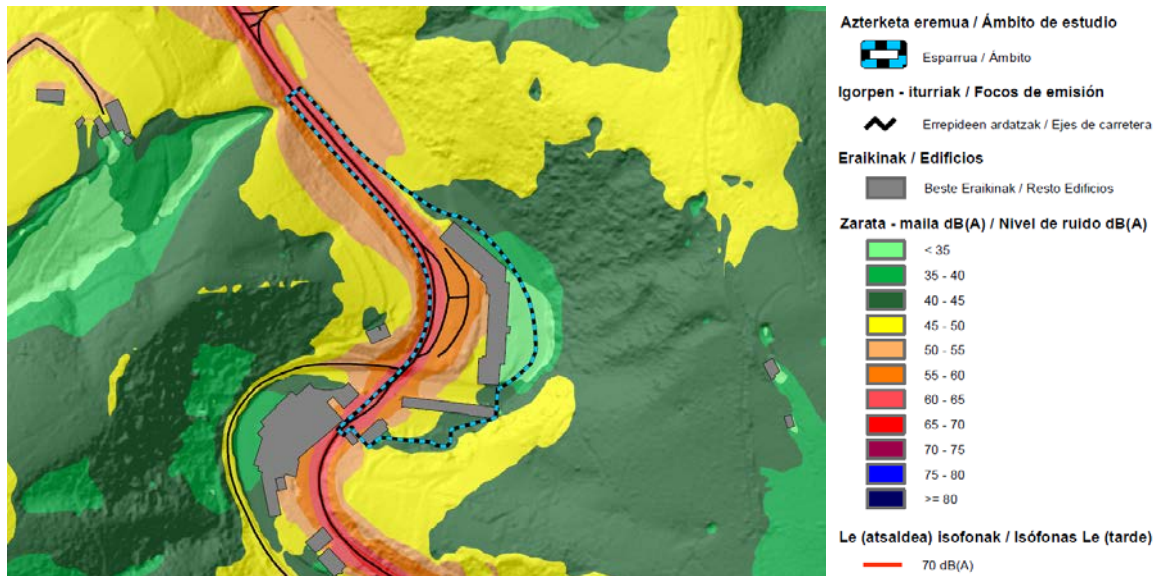 Azterketa eremua / Ámbito de estudio
Esparrua / Ámbito
Igorpen - iturriak / Focos de emisión
Errepideen ardatzak / Ejes de carretera
Eraikinak / Edificios
Beste Eraikinak / Resto Edificios
Zarata - maila dB(A) / Nivel de ruido dB(A)
< 35
35 - 40
40 - 45
45 - 50
50 - 55
55 - 60
60 - 65
65 - 70
70 - 75
75 - 80
>= 80
Le (atsaldea) isofonak / Isófonas Le (tarde)
70 dB(A)